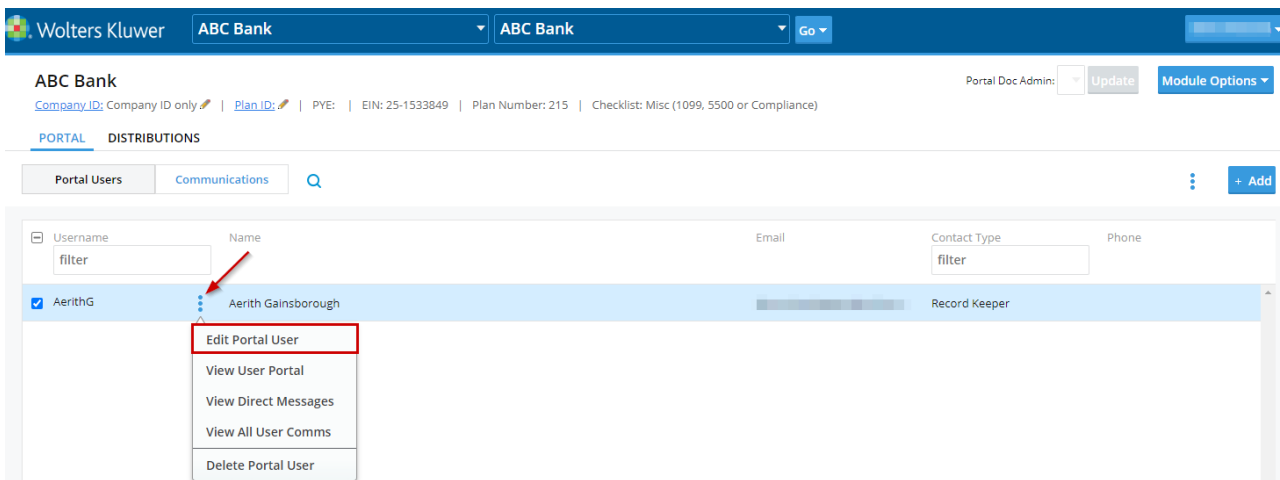 Wolters Kluwer ABC Bank ABC Bank Go
ABC Bank Portal Doc Admin: Update Module Options
Company ID: Company ID only | Plan ID: | PYE: | EIN: 25-1533849 | Plan Number: 215 | Checklist: Misc (1099, 5500 or Compliance)
PORTAL DISTRIBUTIONS
Portal Users Communications + Add
Username Name Email Contact Type Phone
filter filter
AerithG Aerith Gainsborough Record Keeper
Edit Portal User
View User Portal
View Direct Messages
View All User Comms
Delete Portal User